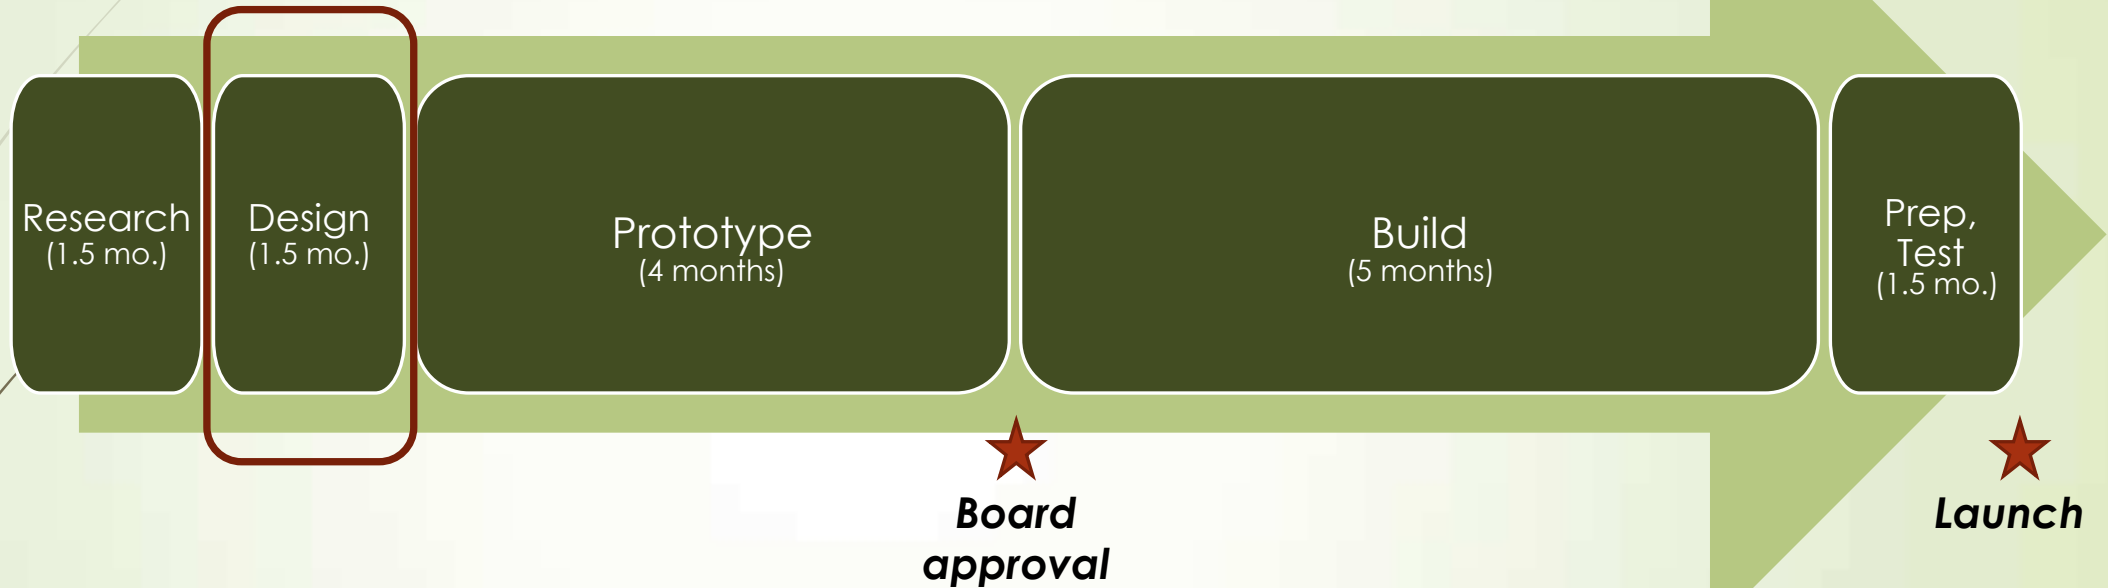 Research
(1.5 mo.)
Design
(1.5 mo.)
Prototype
(4 months)
Build
(5 months)
Prep,
Test
(1.5 mo.)
Board
approval
Launch